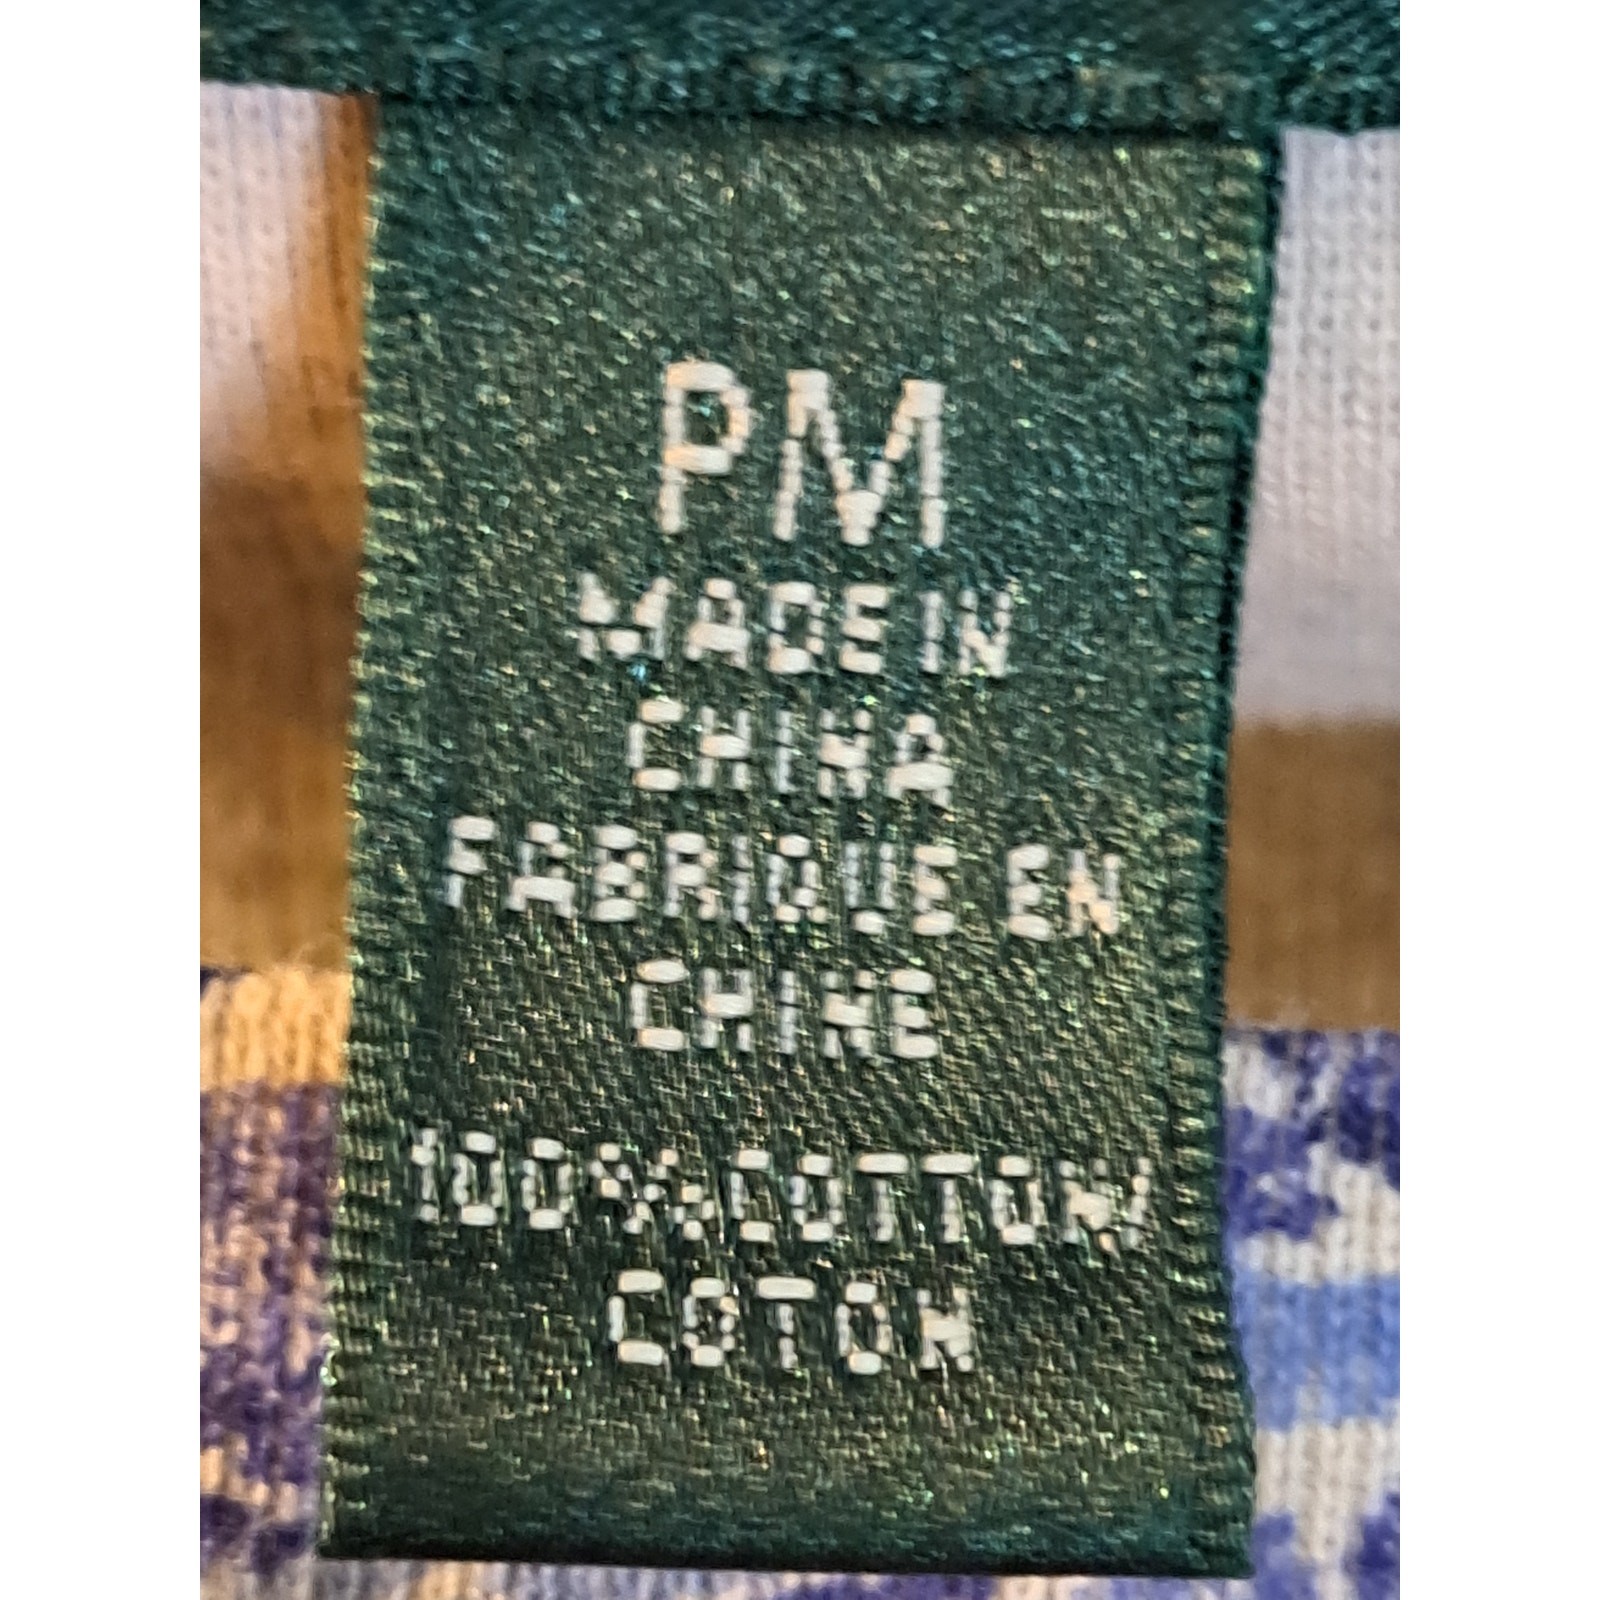 PM
MADE IN
CHINA
FABRIQUE EN
CHINE
100% COTTON/
COTON